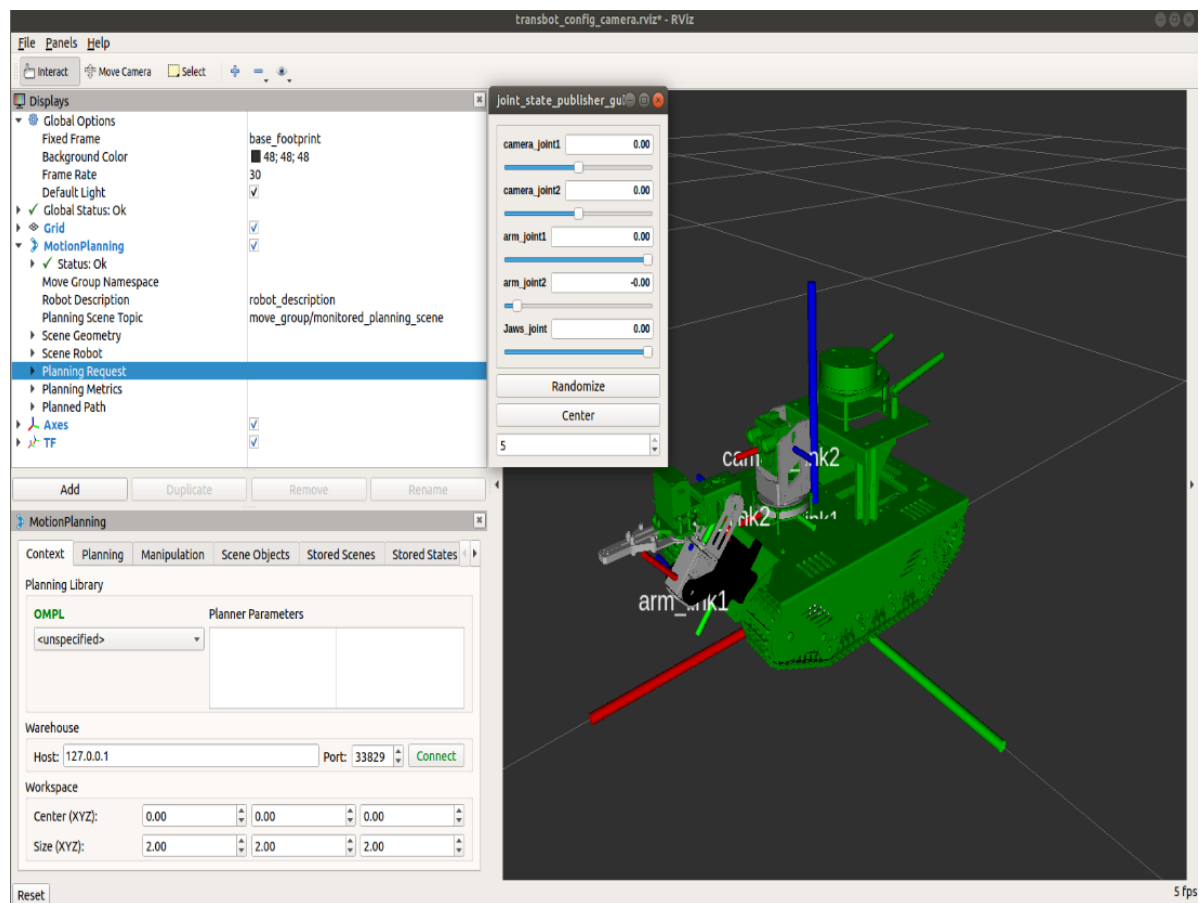 transbot_config_camera.rviz* - RViz
File Panels Help
Interact Move Camera Select
Displays
Global Options
Fixed Frame base_footprint
Background Color 48; 48; 48
Frame Rate 30
Default Light
Global Status: Ok
Grid
MotionPlanning
Status: Ok
Move Group Namespace
Robot Description robot_description
Planning Scene Topic move_group/monitored_planning_scene
Scene Geometry
Scene Robot
Planning Request
Planning Metrics
Planned Path
Axes
TF
Add Duplicate Remove Rename
MotionPlanning
Context Planning Manipulation Scene Objects Stored Scenes Stored States
Planning Library
OMPL Planner Parameters
<unspecified>
Warehouse
Host: 127.0.0.1 Port: 33829 Connect
Workspace
Center (XYZ): 0.00 0.00 0.00
Size (XYZ): 2.00 2.00 2.00
Reset
joint_state_publisher_gui
camera_joint1 0.00
camera_joint2 0.00
arm_joint1 0.00
arm_joint2 -0.00
Jaws_joint 0.00
Randomize
Center
5
5 fps